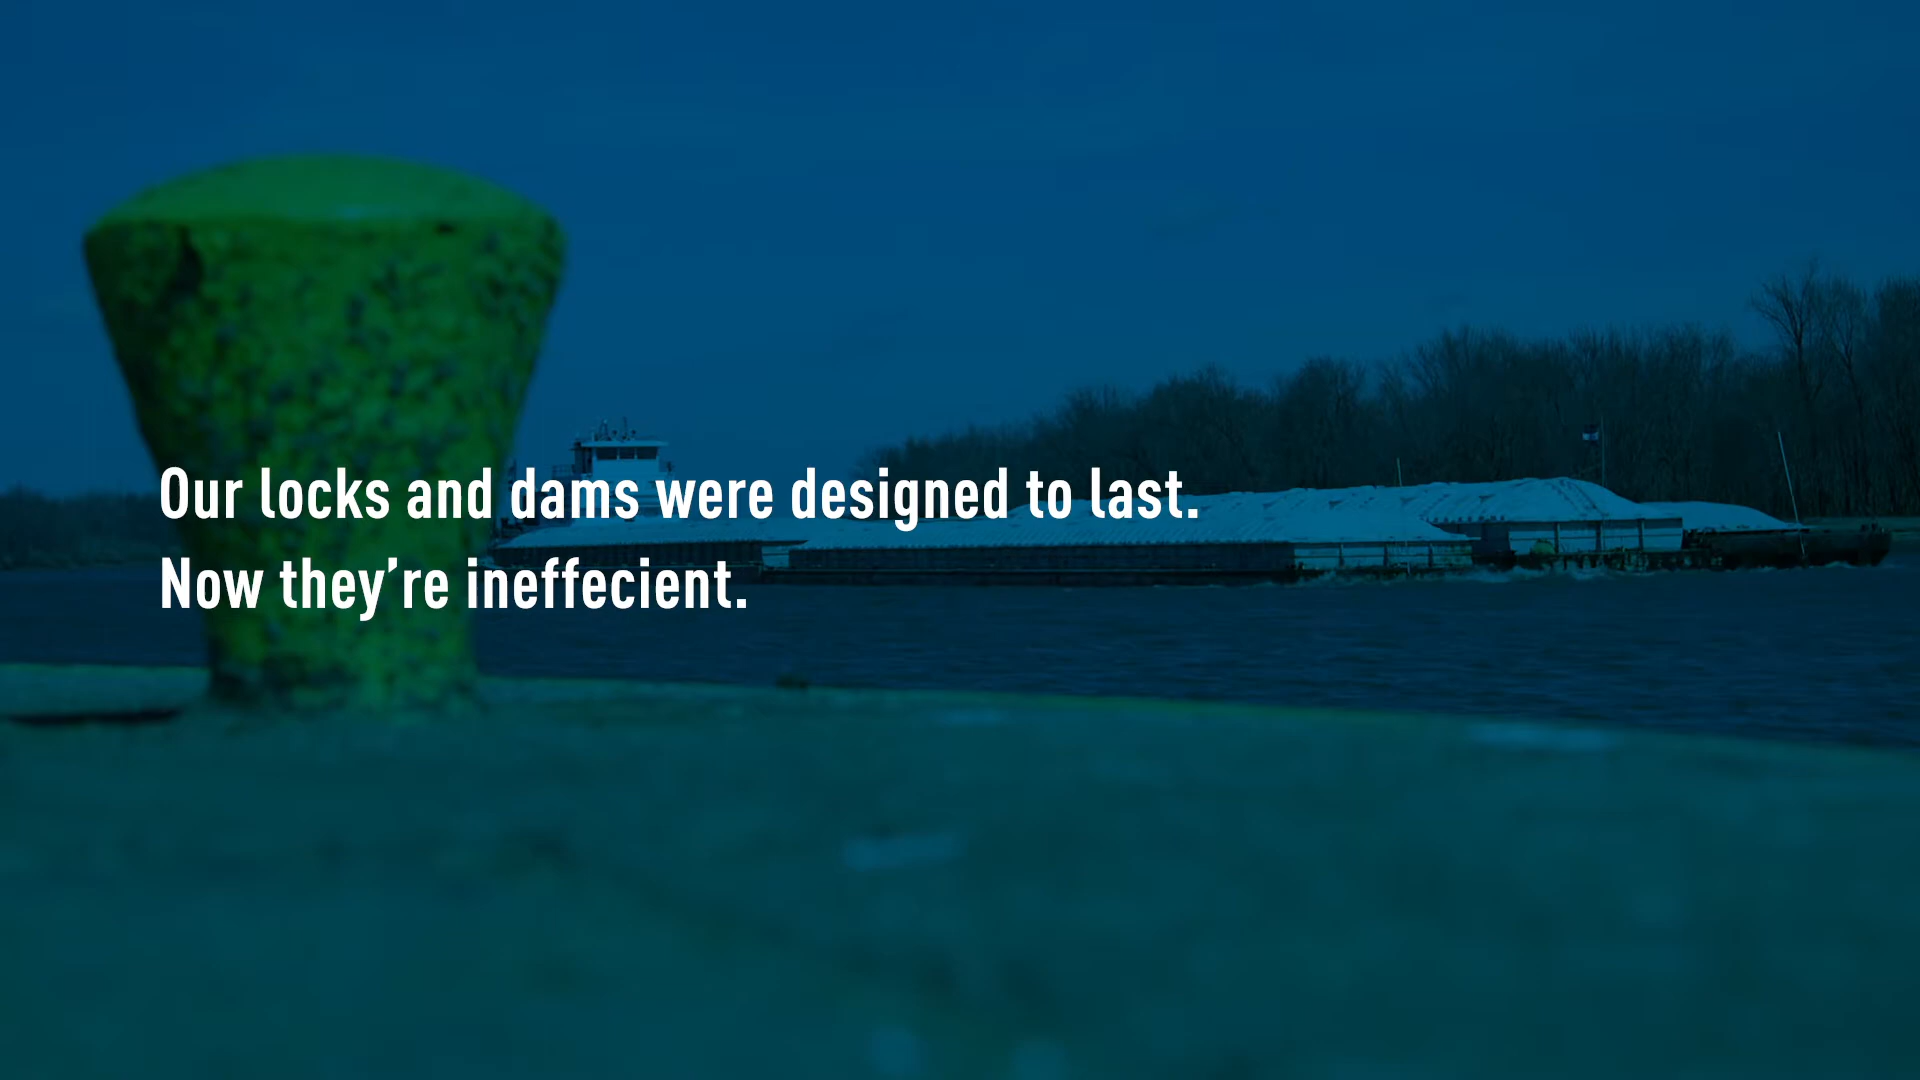 Our locks and dams were designed to last.
Now they’re ineffecient.